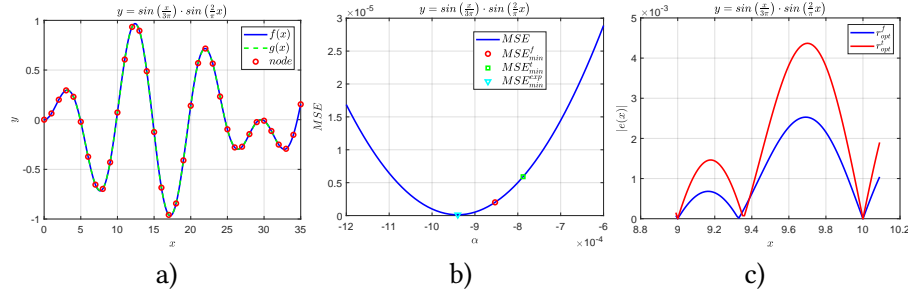 y = sin(x/3π) · sin(2/π x)
1
0.5
0
-0.5
-1
y
0 5 10 15 20 25 30 35
x
f(x)
g(x)
node
a)
y = sin(x/3π) · sin(2/π x)
×10⁻⁵
3
2.5
2
1.5
1
0.5
0
MSE
-12 -11 -10 -9 -8 -7 -6
α
×10⁻⁴
MSE
MSE^f_min
MSE^t_min
MSE^exp_min
b)
y = sin(x/3π) · sin(2/π x)
×10⁻³
5
4
3
2
1
0
|e(x)|
8.8 9 9.2 9.4 9.6 9.8 10 10.2
x
r^f_opt
r^t_opt
c)